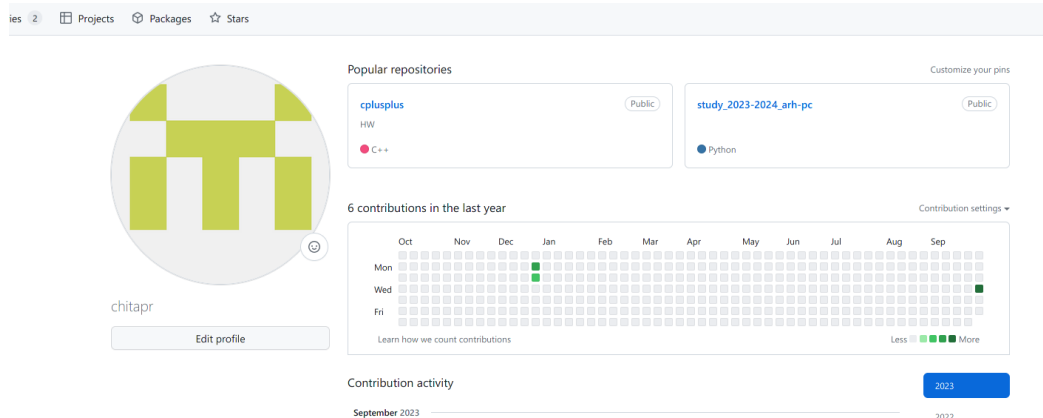 ies 2 Projects Packages Stars
Popular repositories Customize your pins
cplusplus Public
HW
C++
study_2023-2024_arh-pc Public
Python
6 contributions in the last year Contribution settings
Oct Nov Dec Jan Feb Mar Apr May Jun Jul Aug Sep
Mon
Wed
Fri
Learn how we count contributions Less More
chitapr
Edit profile
Contribution activity 2023
September 2023 2022